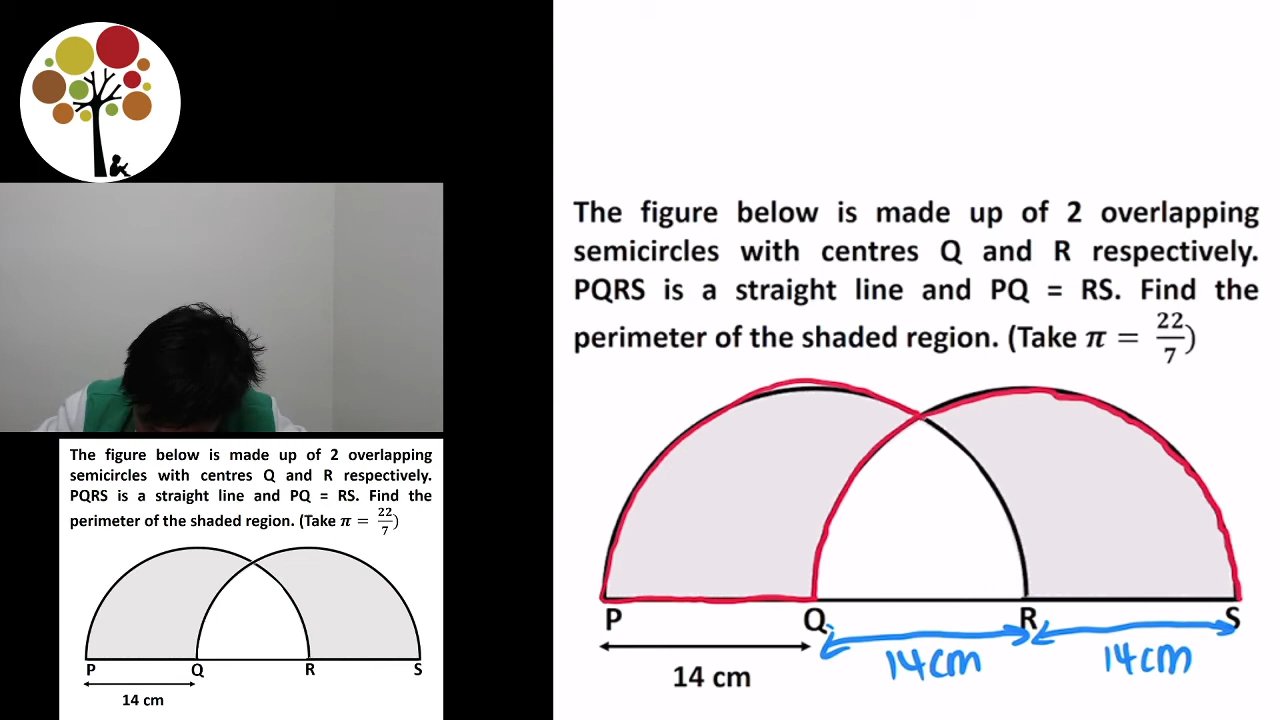 The figure below is made up of 2 overlapping
semicircles with centres Q and R respectively.
PQRS is a straight line and PQ = RS. Find the
perimeter of the shaded region. (Take π = 22/7)
P Q R S
14 cm 14cm 14cm
The figure below is made up of 2 overlapping
semicircles with centres Q and R respectively.
PQRS is a straight line and PQ = RS. Find the
perimeter of the shaded region. (Take π = 22/7)
P Q R S
14 cm